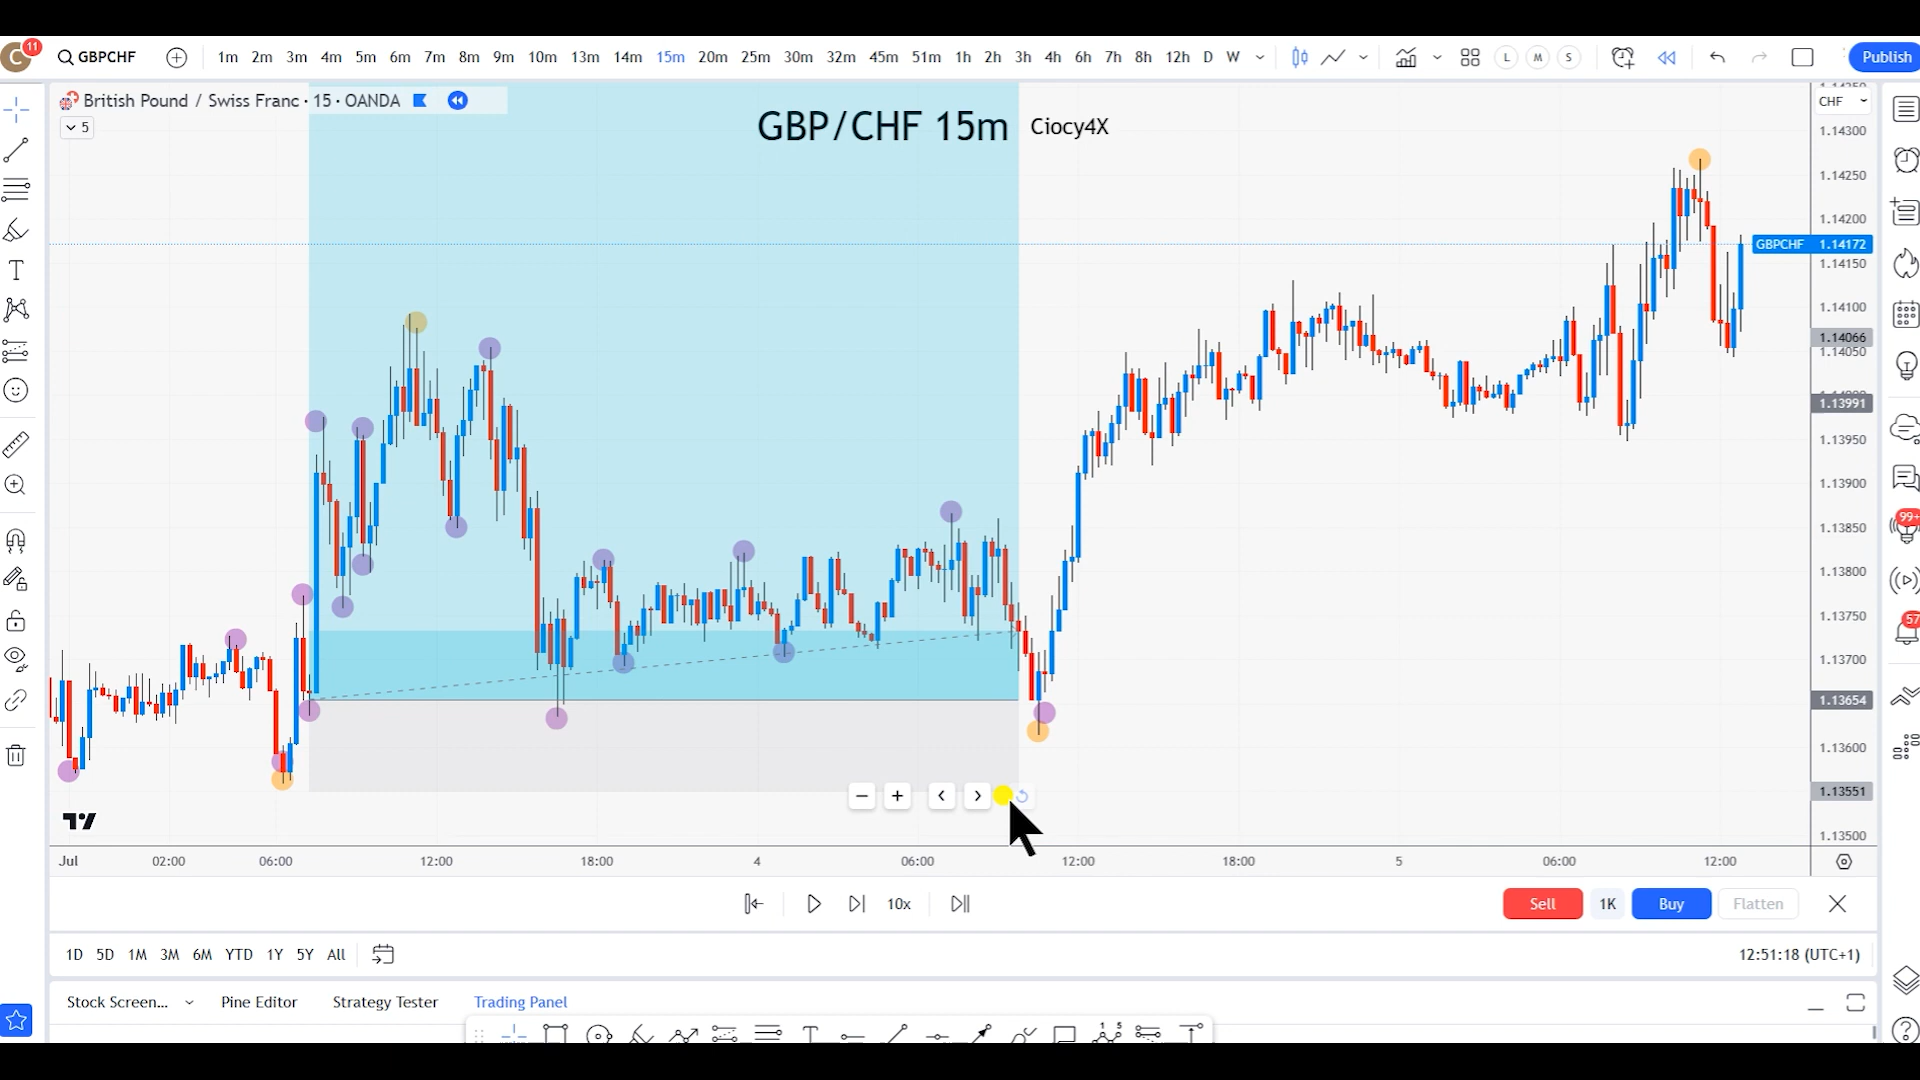 C 11 GBPCHF 1m 2m 3m 4m 5m 6m 7m 8m 9m 10m 13m 14m 15m 20m 25m 30m 32m 45m 51m 1h 2h 3h 4h 6h 7h 8h 12h D W L M S Publish
British Pound / Swiss Franc · 15 · OANDA
5
GBP/CHF 15m Ciocy4X
CHF
1.14300
1.14250
1.14200
GBPCHF 1.14172
1.14150
1.14100
1.14066
1.14050
1.13991
1.13950
1.13900
1.13850
1.13800
1.13750
1.13700
1.13654
1.13600
1.13551
1.13500
99+
57
Jul 02:00 06:00 12:00 18:00 4 06:00 12:00 18:00 5 06:00 12:00
10x Sell 1K Buy Flatten
1D 5D 1M 3M 6M YTD 1Y 5Y All 12:51:18 (UTC+1)
Stock Screen... Pine Editor Strategy Tester Trading Panel